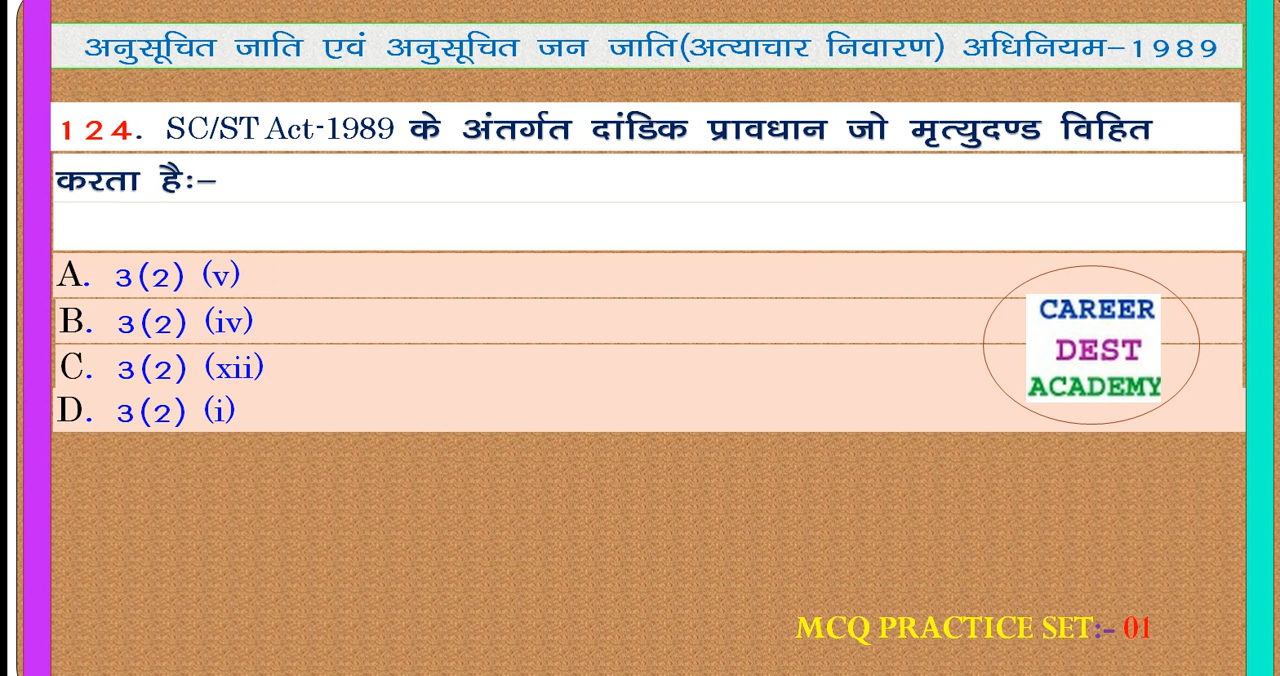 अनुसूचित जाति एवं अनुसूचित जन जाति(अत्याचार निवारण) अधिनियम–1989
124. SC/ST Act-1989 के अंतर्गत दांडिक प्रावधान जो मृत्युदण्ड विहित
करता हैः–
A. 3(2) (v)
B. 3(2) (iv)
C. 3(2) (xii)
D. 3(2) (i)
CAREER
DEST
ACADEMY
MCQ PRACTICE SET:- 01